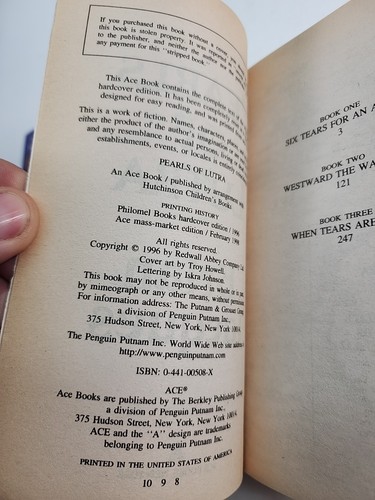 If you purchased this book without a cover
this book is stolen property. It was reported
to the publisher, and neither the author nor the
any payment for this "stripped book."
This Ace Book contains the complete text of the
hardcover edition. It has been completely
designed for easy reading, and was printed from
This is a work of fiction. Names, characters, places, and
either the product of the author's imagination or are
and any resemblance to actual persons, living or dead,
establishments, events, or locales is entirely
PEARLS OF LUTRA
An Ace Book / published by arrangement with
Hutchinson Children's Books
PRINTING HISTORY
Philomel Books hardcover edition / 1996
Ace mass-market edition / February 1998
All rights reserved.
Copyright © 1996 by Redwall Abbey Company Ltd.
Cover art by Troy Howell.
Lettering by Iskra Johnson.
This book may not be reproduced in whole or in part,
by mimeograph or any other means, without permission.
For information address: The Putnam & Grosset Group,
a division of Penguin Putnam Inc.,
375 Hudson Street, New York, New York 10014.
The Penguin Putnam Inc. World Wide Web site address is
http://www.penguinputnam.com
ISBN: 0-441-00508-X
ACE®
Ace Books are published by The Berkley Publishing Group,
a division of Penguin Putnam Inc.,
375 Hudson Street, New York, New York 10014.
ACE and the "A" design are trademarks
belonging to Penguin Putnam Inc.
PRINTED IN THE UNITED STATES OF AMERICA
10 9 8
BOOK ONE
SIX TEARS FOR AN
3
BOOK TWO
WESTWARD THE
121
BOOK THREE
WHEN TEARS ARE
247